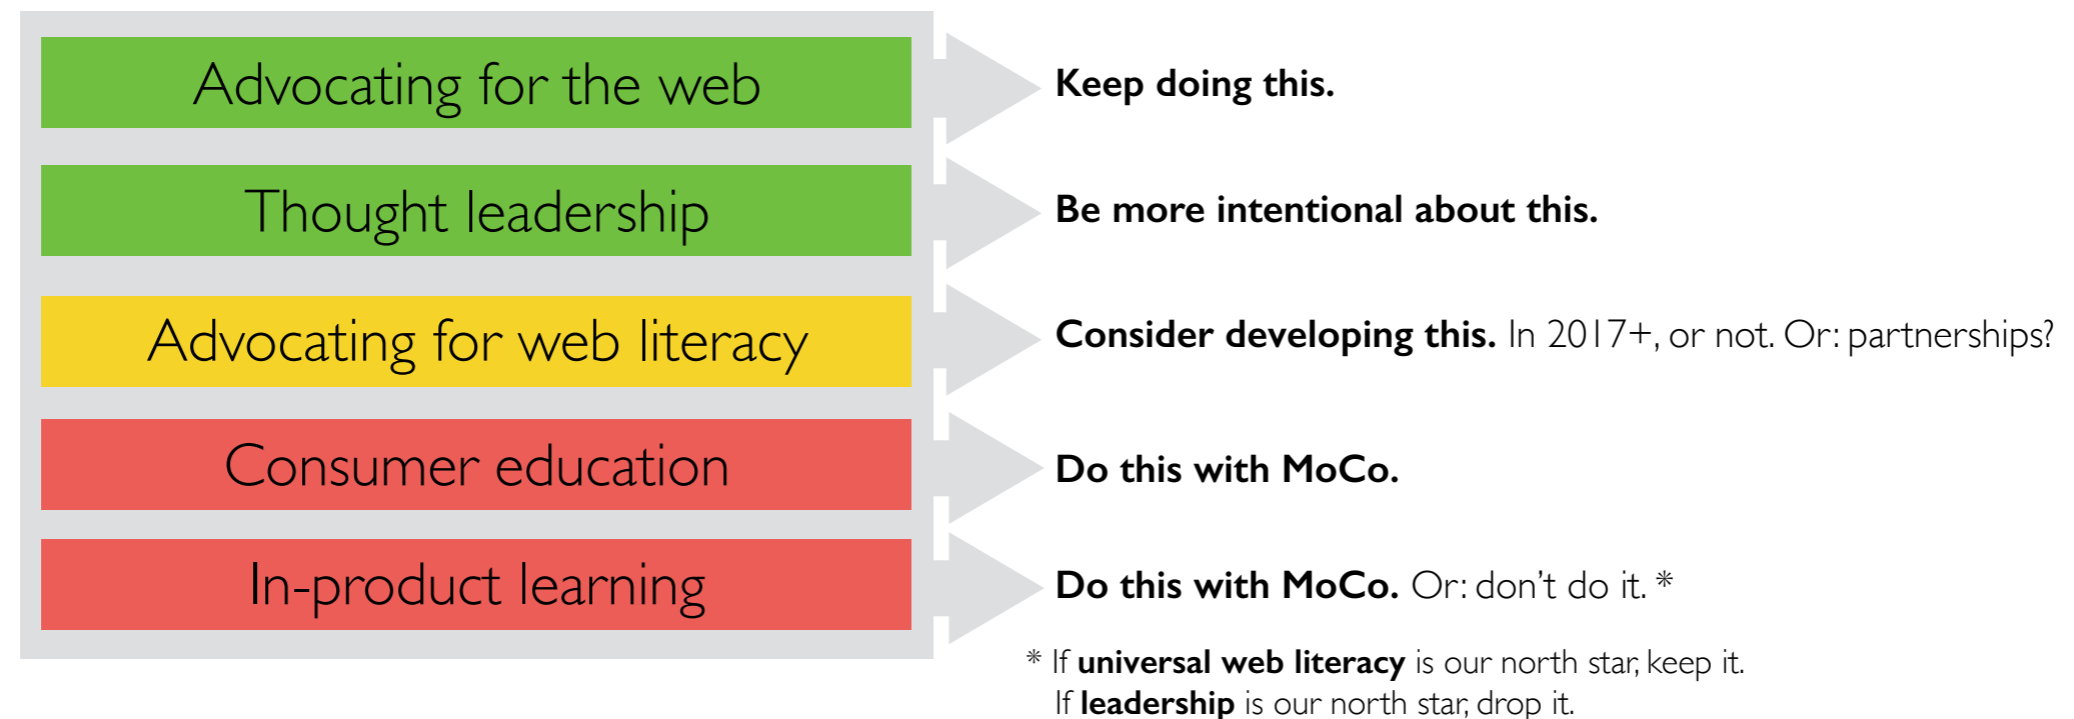 Advocating for the web
Keep doing this.
Thought leadership
Be more intentional about this.
Advocating for web literacy
Consider developing this. In 2017+, or not. Or: partnerships?
Consumer education
Do this with MoCo.
In-product learning
Do this with MoCo. Or: don’t do it. *
* If universal web literacy is our north star, keep it.
If leadership is our north star, drop it.